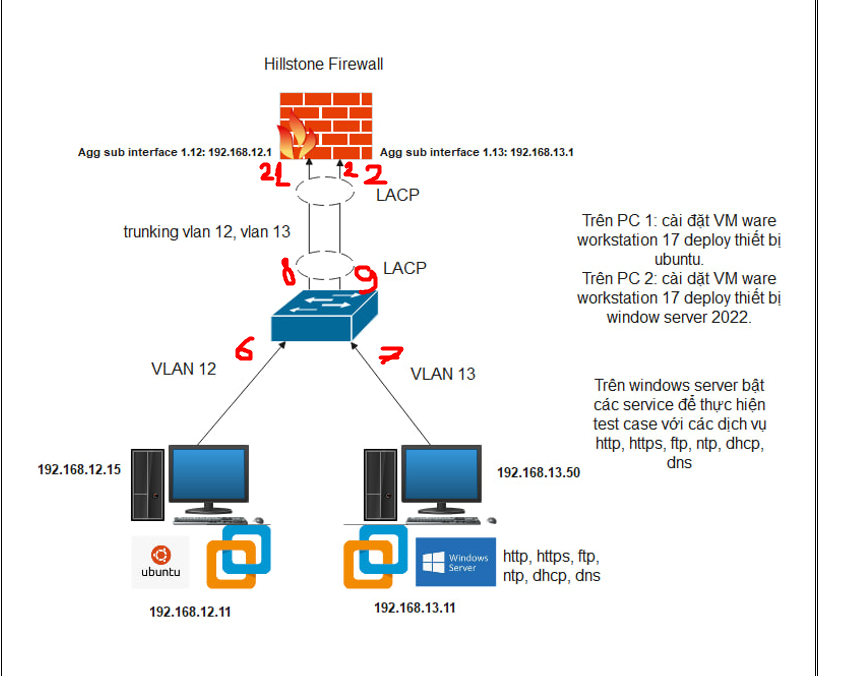 Hillstone Firewall
Agg sub interface 1.12: 192.168.12.1
Agg sub interface 1.13: 192.168.13.1
21
2 2
LACP
trunking vlan 12, vlan 13
LACP
8
9
6
7
VLAN 12
VLAN 13
Trên PC 1: cài đặt VM ware
workstation 17 deploy thiết bị
ubuntu.
Trên PC 2: cài dặt VM ware
workstation 17 deploy thiết bị
window server 2022.
Trên windows server bật
các service để thực hiện
test case với các dịch vụ
http, https, ftp, ntp, dhcp,
dns
192.168.12.15
192.168.13.50
ubuntu
Windows
Server
http, https, ftp,
ntp, dhcp, dns
192.168.12.11
192.168.13.11